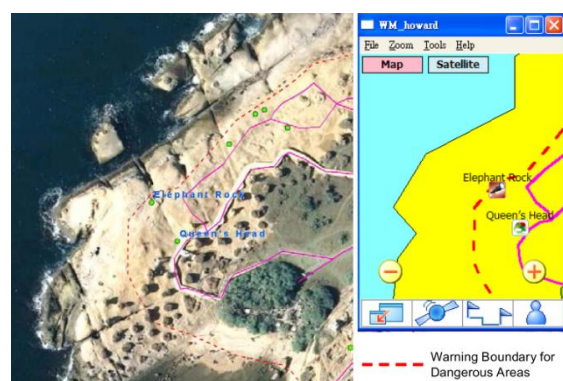 Elephant Rock
Queen's Head
WM_howard
File Zoom Tools Help
Map Satellite
Elephant Rock
Queen's Head
Warning Boundary for
Dangerous Areas